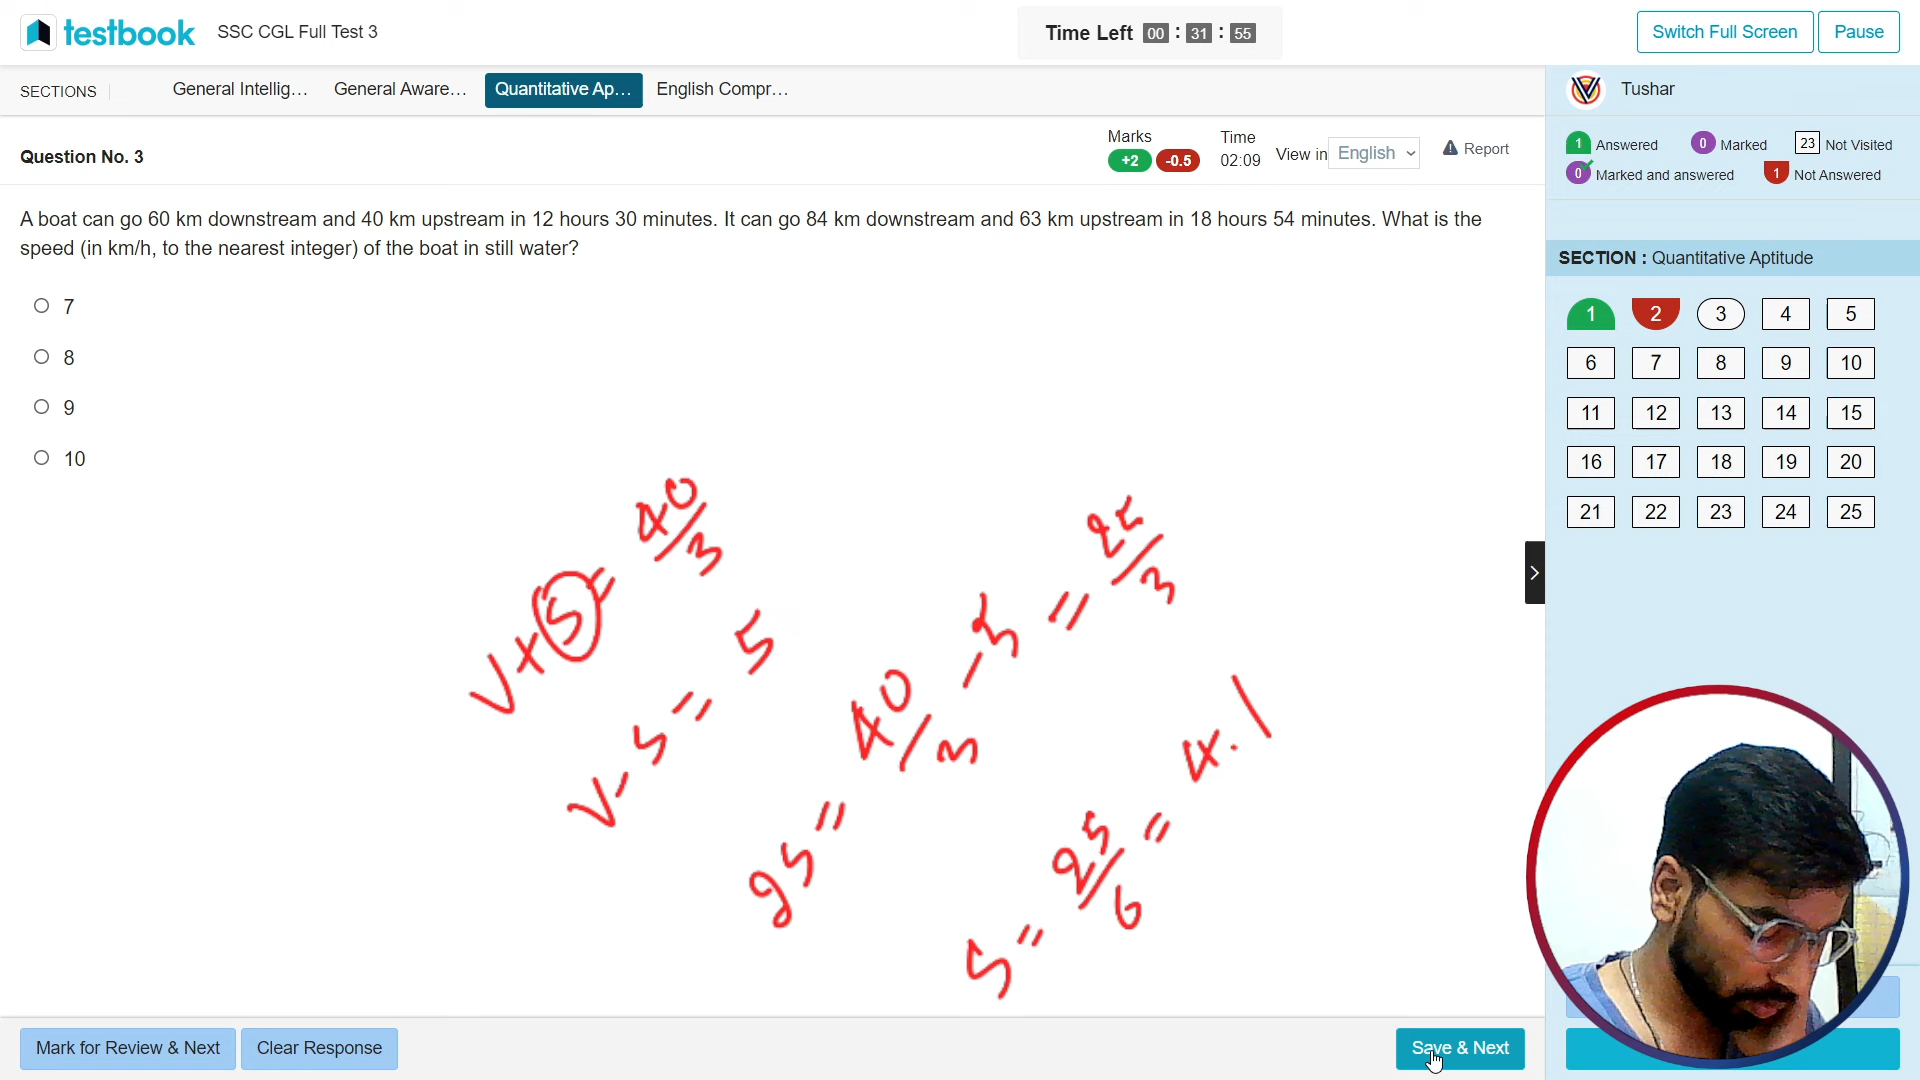 testbook SSC CGL Full Test 3 Time Left 00 : 31 : 55 Switch Full Screen Pause
SECTIONS General Intellig... General Aware... Quantitative Ap... English Compr... Tushar
Question No. 3 Marks +2 -0.5 Time 02:09 View in English Report
1 Answered 0 Marked 23 Not Visited
0 Marked and answered 1 Not Answered
A boat can go 60 km downstream and 40 km upstream in 12 hours 30 minutes. It can go 84 km downstream and 63 km upstream in 18 hours 54 minutes. What is the
speed (in km/h, to the nearest integer) of the boat in still water?
7
8
9
10
SECTION : Quantitative Aptitude
1 2 3 4 5
6 7 8 9 10
11 12 13 14 15
16 17 18 19 20
21 22 23 24 25
V+S = 40/3
V-S = 5
2S = 40/3 - 5 = 25/3
S = 25/6 = 4.1
Mark for Review & Next Clear Response Save & Next